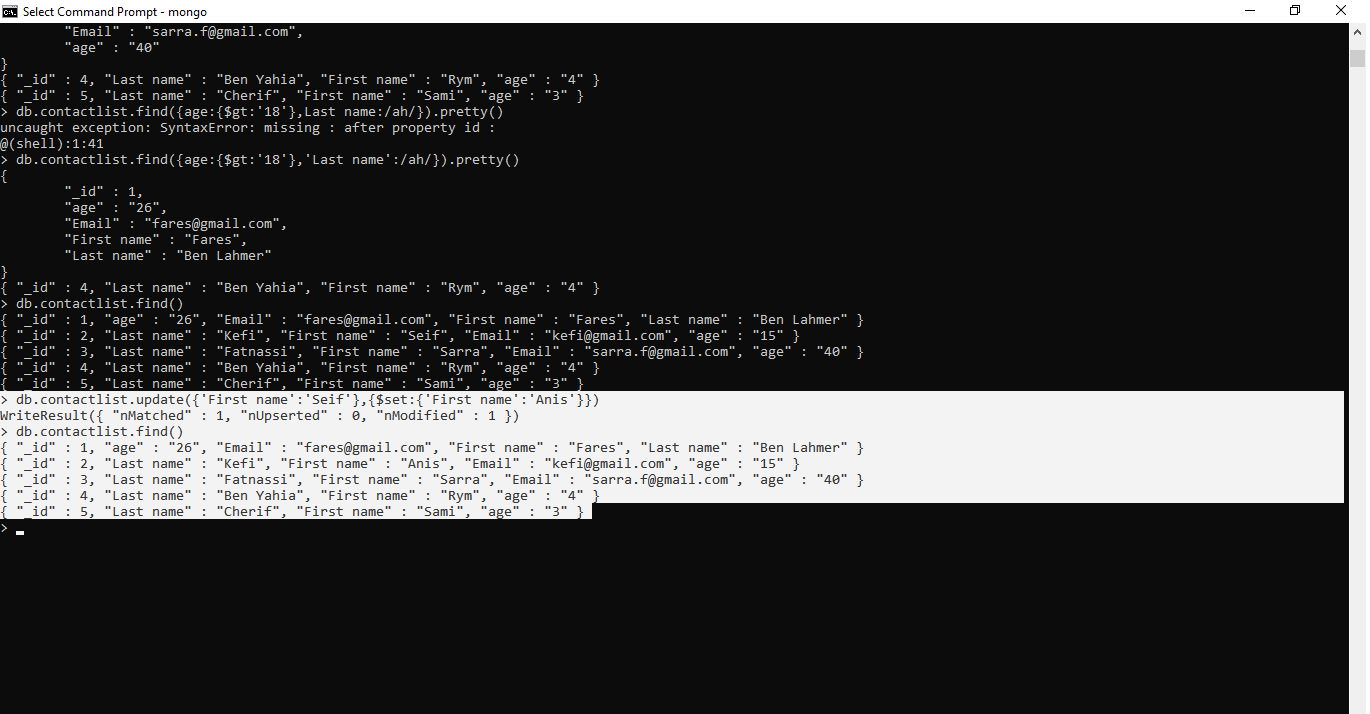 Select Command Prompt - mongo
"Email" : "sarra.f@gmail.com",
"age" : "40"
}
{ "_id" : 4, "Last name" : "Ben Yahia", "First name" : "Rym", "age" : "4" }
{ "_id" : 5, "Last name" : "Cherif", "First name" : "Sami", "age" : "3" }
> db.contactlist.find({age:{$gt:'18'},Last name:/ah/}).pretty()
uncaught exception: SyntaxError: missing : after property id :
@(shell):1:41
> db.contactlist.find({age:{$gt:'18'},'Last name':/ah/}).pretty()
{
"_id" : 1,
"age" : "26",
"Email" : "fares@gmail.com",
"First name" : "Fares",
"Last name" : "Ben Lahmer"
}
{ "_id" : 4, "Last name" : "Ben Yahia", "First name" : "Rym", "age" : "4" }
> db.contactlist.find()
{ "_id" : 1, "age" : "26", "Email" : "fares@gmail.com", "First name" : "Fares", "Last name" : "Ben Lahmer" }
{ "_id" : 2, "Last name" : "Kefi", "First name" : "Seif", "Email" : "kefi@gmail.com", "age" : "15" }
{ "_id" : 3, "Last name" : "Fatnassi", "First name" : "Sarra", "Email" : "sarra.f@gmail.com", "age" : "40" }
{ "_id" : 4, "Last name" : "Ben Yahia", "First name" : "Rym", "age" : "4" }
{ "_id" : 5, "Last name" : "Cherif", "First name" : "Sami", "age" : "3" }
> db.contactlist.update({'First name':'Seif'},{$set:{'First name':'Anis'}})
WriteResult({ "nMatched" : 1, "nUpserted" : 0, "nModified" : 1 })
> db.contactlist.find()
{ "_id" : 1, "age" : "26", "Email" : "fares@gmail.com", "First name" : "Fares", "Last name" : "Ben Lahmer" }
{ "_id" : 2, "Last name" : "Kefi", "First name" : "Anis", "Email" : "kefi@gmail.com", "age" : "15" }
{ "_id" : 3, "Last name" : "Fatnassi", "First name" : "Sarra", "Email" : "sarra.f@gmail.com", "age" : "40" }
{ "_id" : 4, "Last name" : "Ben Yahia", "First name" : "Rym", "age" : "4" }
{ "_id" : 5, "Last name" : "Cherif", "First name" : "Sami", "age" : "3" }
>